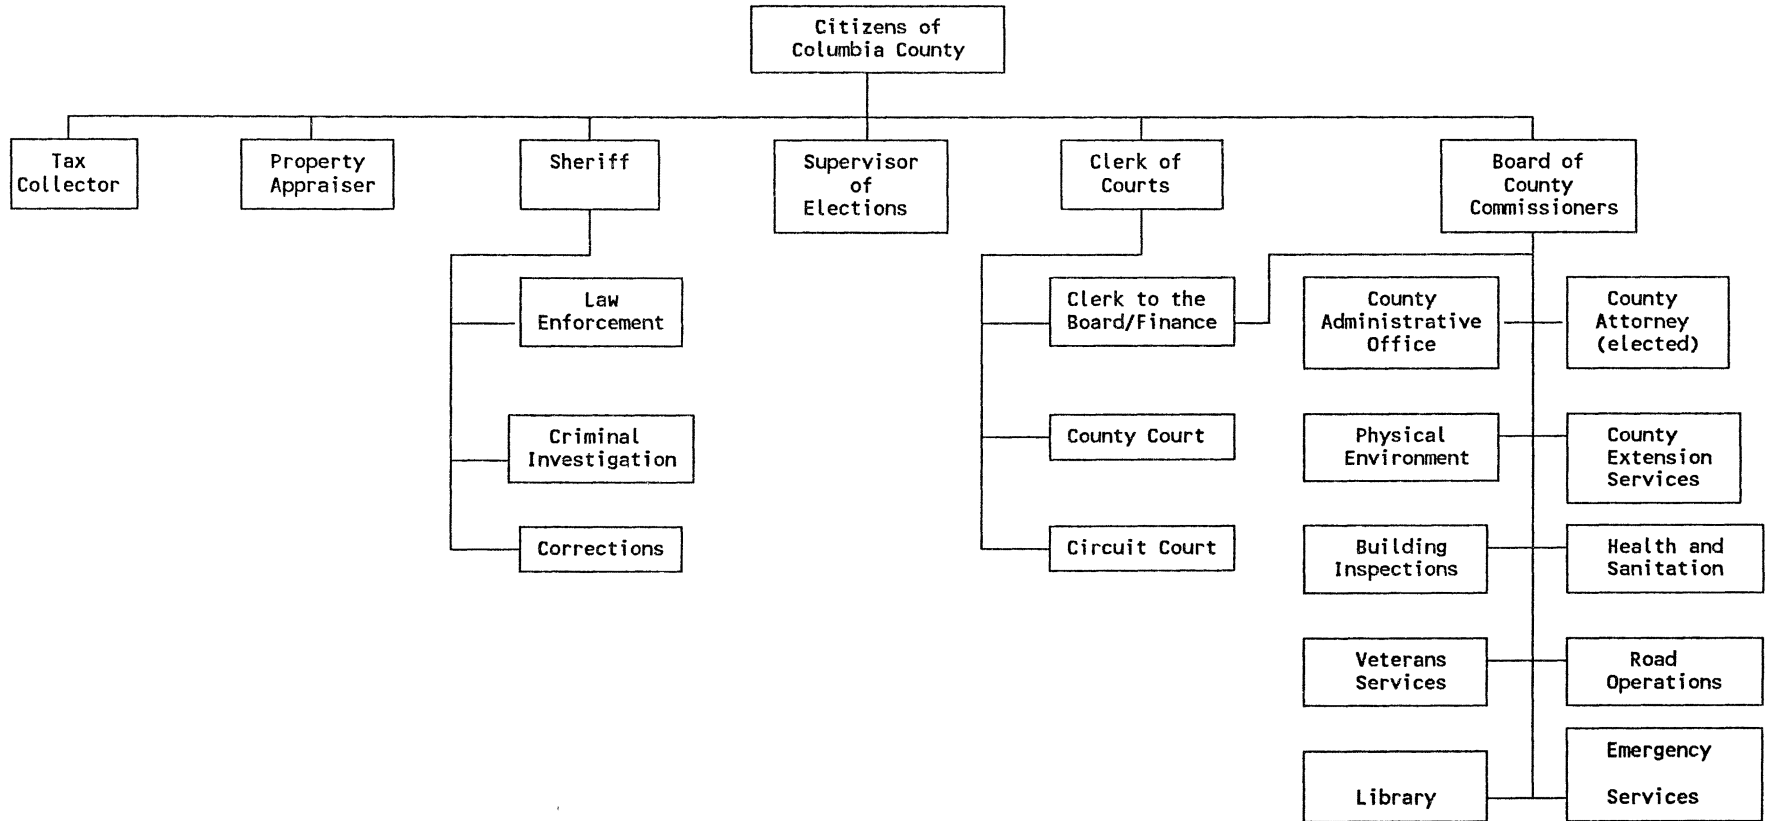 Citizens of
Columbia County
Tax
Collector
Property
Appraiser
Sheriff
Supervisor
of
Elections
Clerk of
Courts
Board of
County
Commissioners
Law
Enforcement
Clerk to the
Board/Finance
County
Administrative
Office
County
Attorney
(elected)
Criminal
Investigation
County Court
Physical
Environment
County
Extension
Services
Corrections
Circuit Court
Building
Inspections
Health and
Sanitation
Veterans
Services
Road
Operations
Library
Emergency
Services